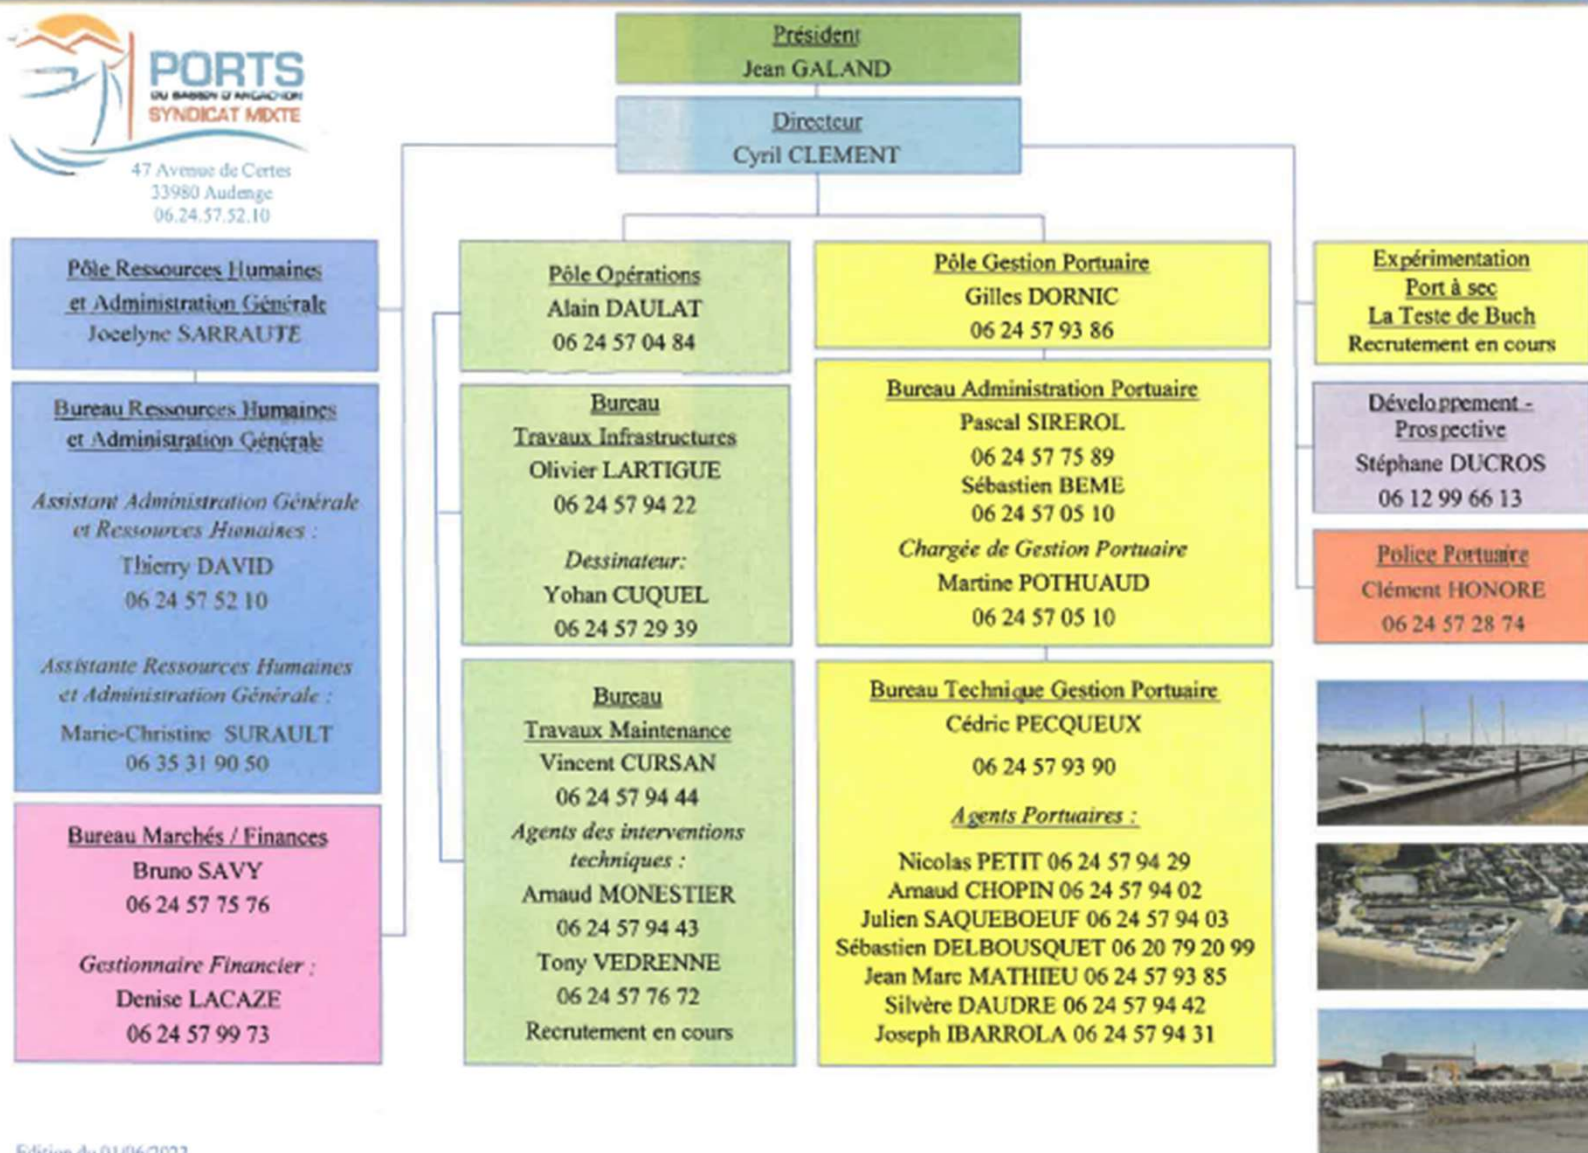 PORTS
DU BASSIN D'ARCACHON
SYNDICAT MIXTE
47 Avenue de Certes
33980 Audenge
06.24.57.52.10
Président
Jean GALAND
Directeur
Cyril CLEMENT
Pôle Ressources Humaines
et Administration Générale
Jocelyne SARRAUTE
Bureau Ressources Humaines
et Administration Générale
Assistant Administration Générale
et Ressources Humaines :
Thierry DAVID
06 24 57 52 10
Assistante Ressources Humaines
et Administration Générale :
Marie-Christine SURAULT
06 35 31 90 50
Bureau Marchés / Finances
Bruno SAVY
06 24 57 75 76
Gestionnaire Financier :
Denise LACAZE
06 24 57 99 73
Pôle Opérations
Alain DAULAT
06 24 57 04 84
Bureau
Travaux Infrastructures
Olivier LARTIGUE
06 24 57 94 22
Dessinateur:
Yohan CUQUEL
06 24 57 29 39
Bureau
Travaux Maintenance
Vincent CURSAN
06 24 57 94 44
Agents des interventions
techniques :
Arnaud MONESTIER
06 24 57 94 43
Tony VEDRENNE
06 24 57 76 72
Recrutement en cours
Pôle Gestion Portuaire
Gilles DORNIC
06 24 57 93 86
Bureau Administration Portuaire
Pascal SIREROL
06 24 57 75 89
Sébastien BEME
06 24 57 05 10
Chargée de Gestion Portuaire
Martine POTHUAUD
06 24 57 05 10
Bureau Technique Gestion Portuaire
Cédric PECQUEUX
06 24 57 93 90
Agents Portuaires :
Nicolas PETIT 06 24 57 94 29
Arnaud CHOPIN 06 24 57 94 02
Julien SAQUEBOEUF 06 24 57 94 03
Sébastien DELBOUSQUET 06 20 79 20 99
Jean Marc MATHIEU 06 24 57 93 85
Silvère DAUDRE 06 24 57 94 42
Joseph IBARROLA 06 24 57 94 31
Expérimentation
Port à sec
La Teste de Buch
Recrutement en cours
Développement -
Prospective
Stéphane DUCROS
06 12 99 66 13
Police Portuaire
Clément HONORE
06 24 57 28 74
Edition du 01/06/2022